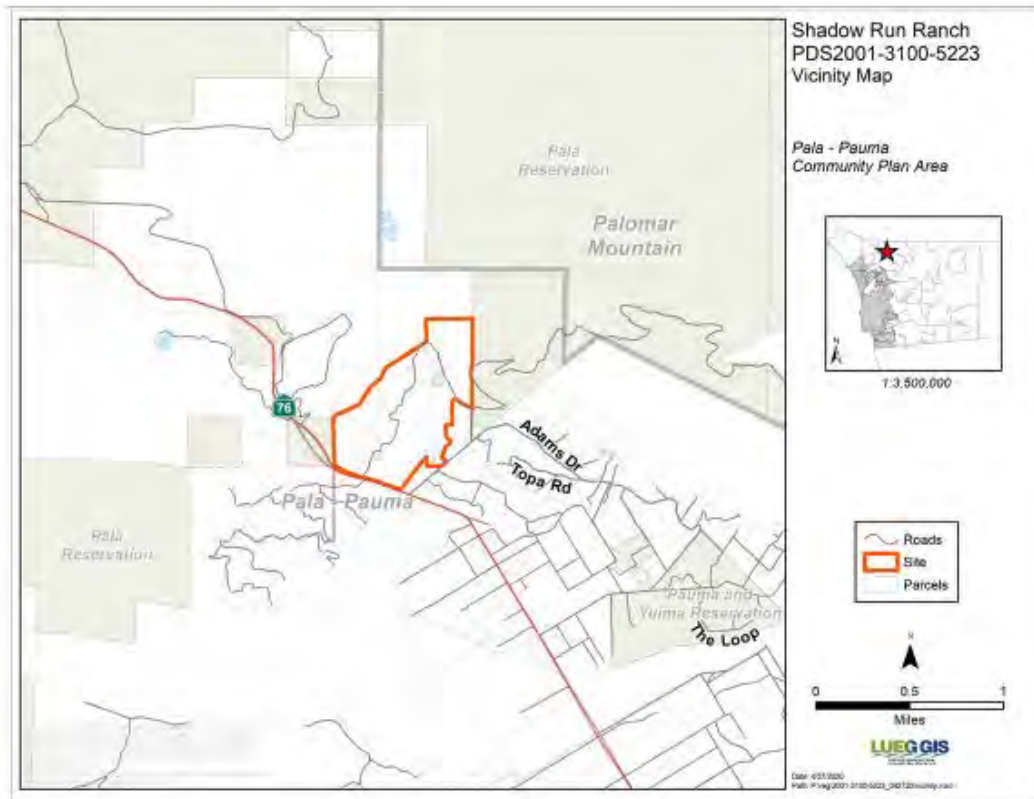 Shadow Run Ranch
PDS2001-3100-5223
Vicinity Map
Pala - Pauma
Community Plan Area
Pala
Reservation
Palomar
Mountain
76
Adams Dr
Topa Rd
Pala - Pauma
Pala
Reservation
Pauma and
Yuima Reservation
The Loop
N
1:3,500,000
Roads
Site
Parcels
N
0 0.5 1
Miles
LUEG GIS